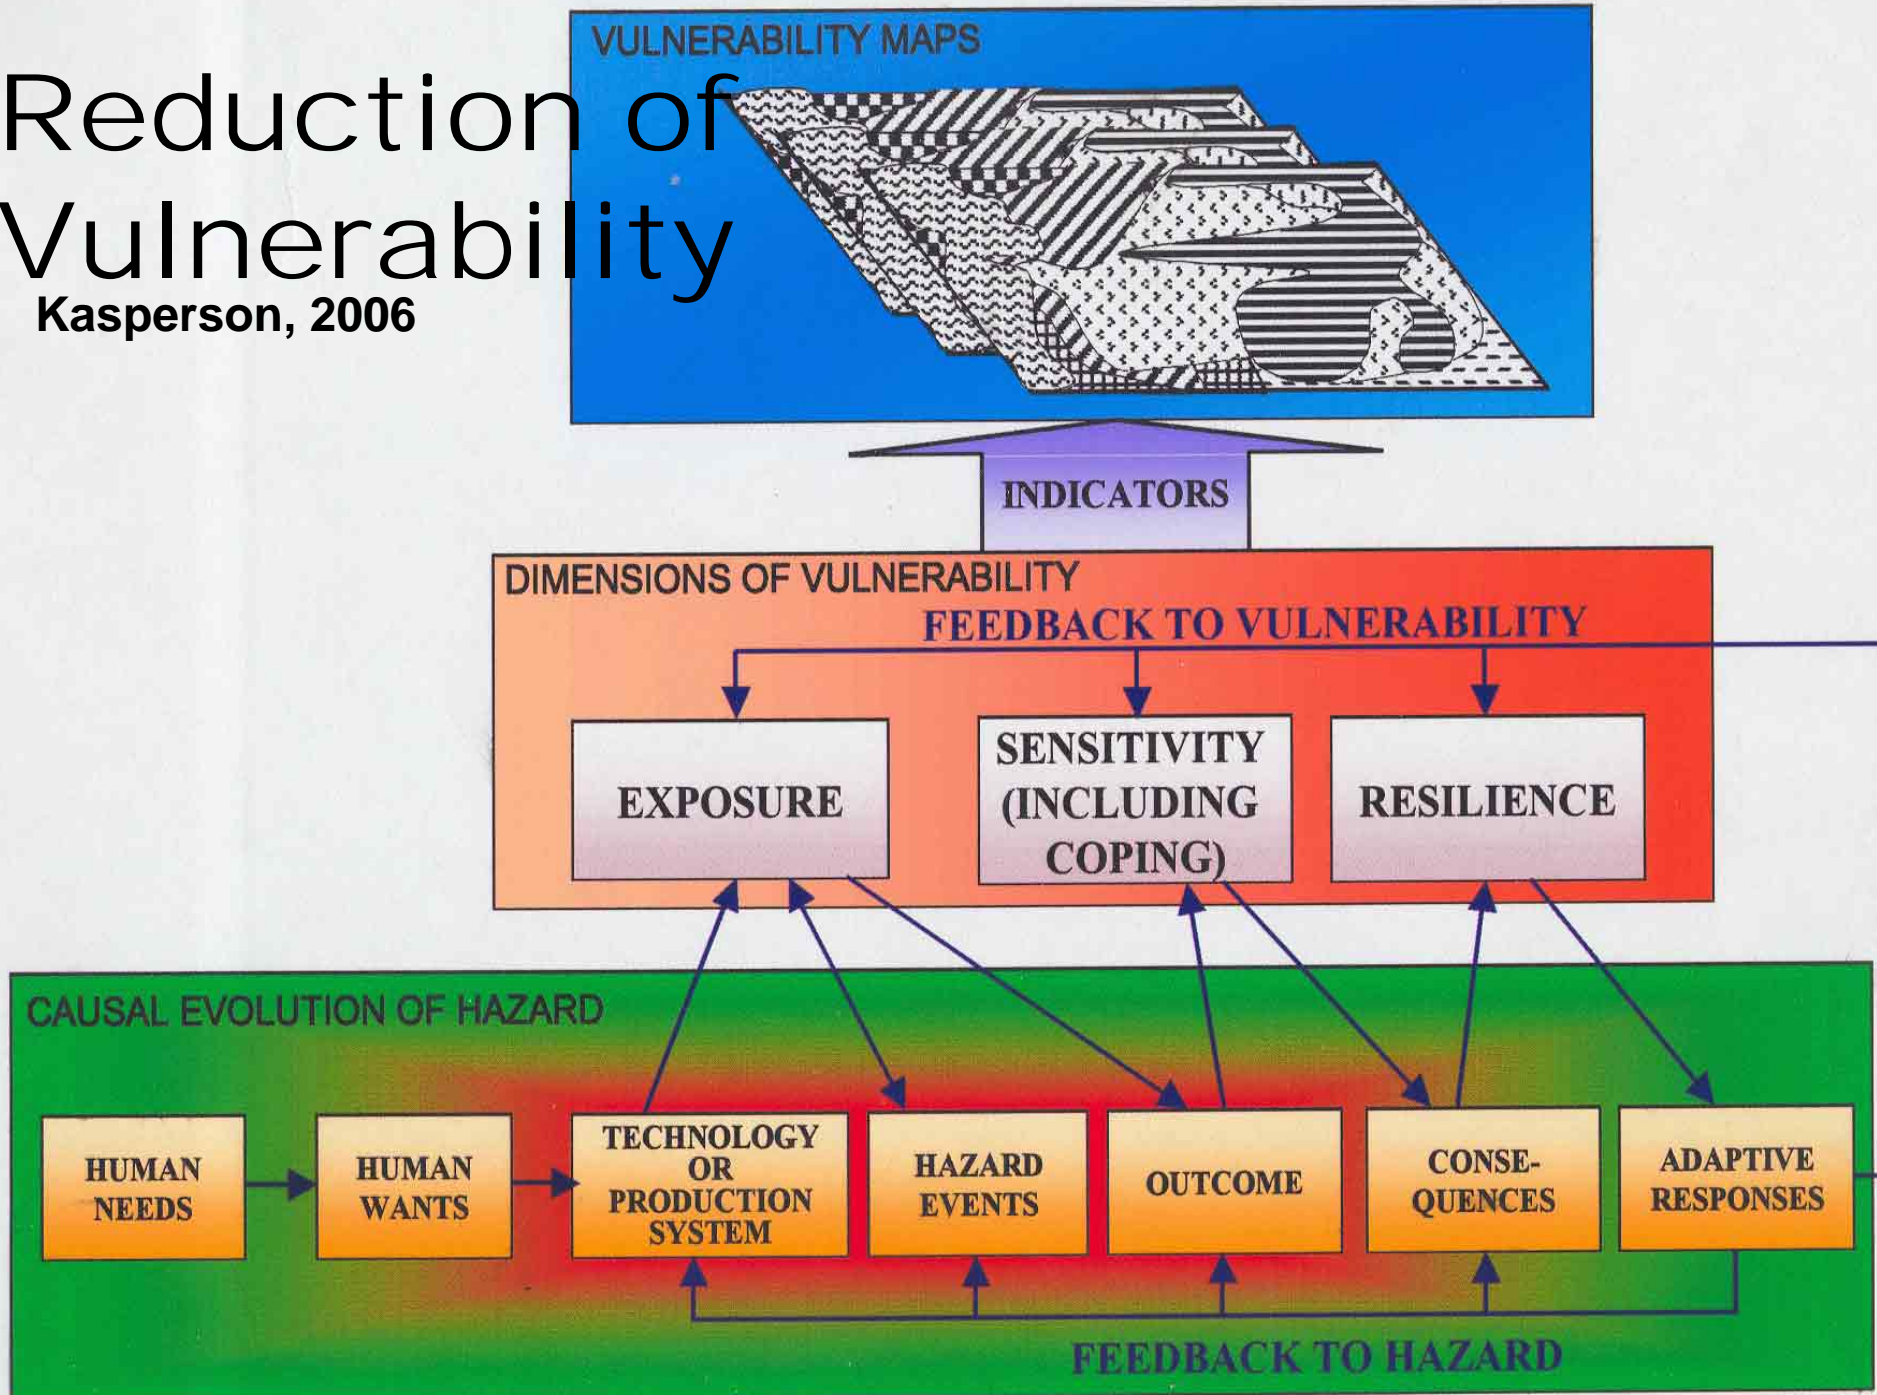 Reduction of
Vulnerability
Kasperson, 2006
VULNERABILITY MAPS
INDICATORS
DIMENSIONS OF VULNERABILITY
FEEDBACK TO VULNERABILITY
EXPOSURE
SENSITIVITY
(INCLUDING
COPING)
RESILIENCE
CAUSAL EVOLUTION OF HAZARD
HUMAN
NEEDS
HUMAN
WANTS
TECHNOLOGY
OR
PRODUCTION
SYSTEM
HAZARD
EVENTS
OUTCOME
CONSE-
QUENCES
ADAPTIVE
RESPONSES
FEEDBACK TO HAZARD